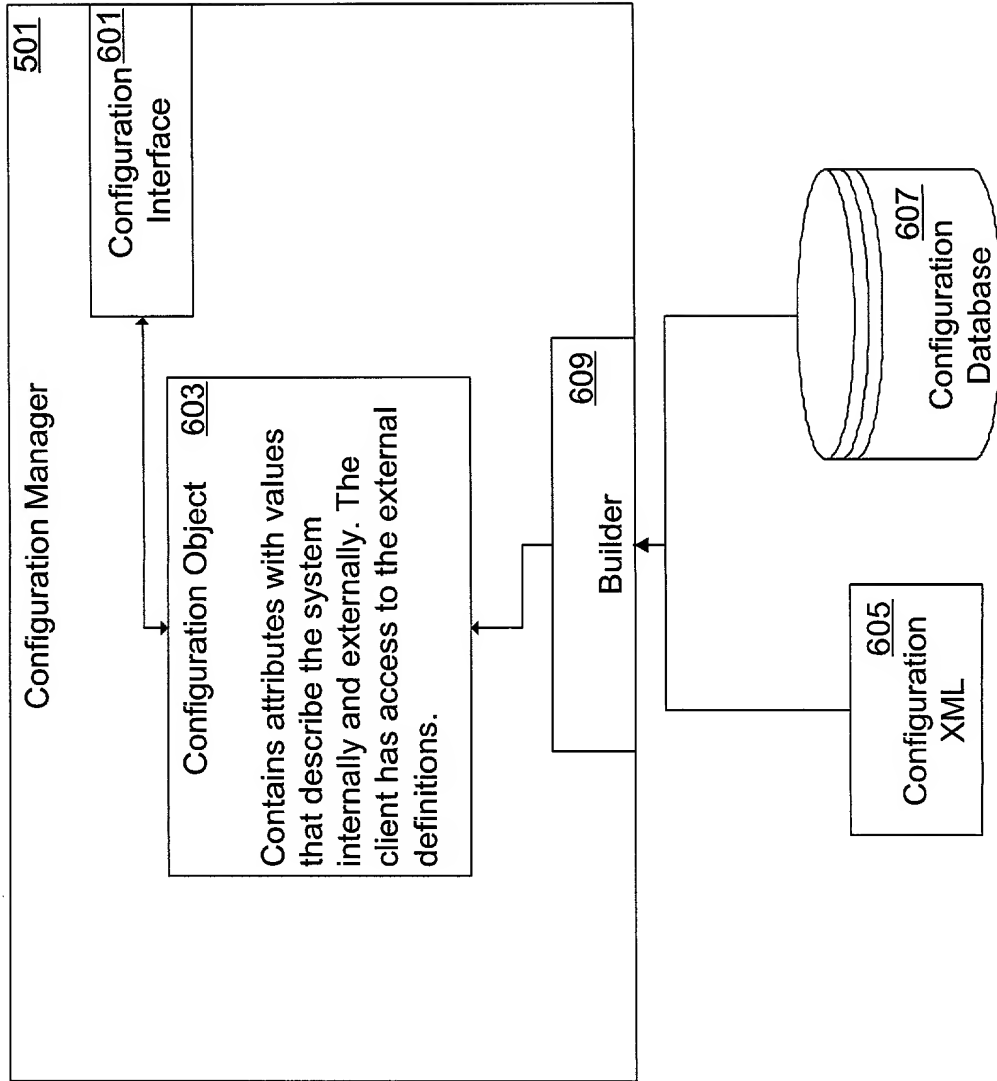 501
Configuration Manager
601
Configuration
Interface
Configuration Object 603
Contains attributes with values
that describe the system
internally and externally. The
client has access to the external
definitions.
609
Builder
605
Configuration
XML
607
Configuration
Database